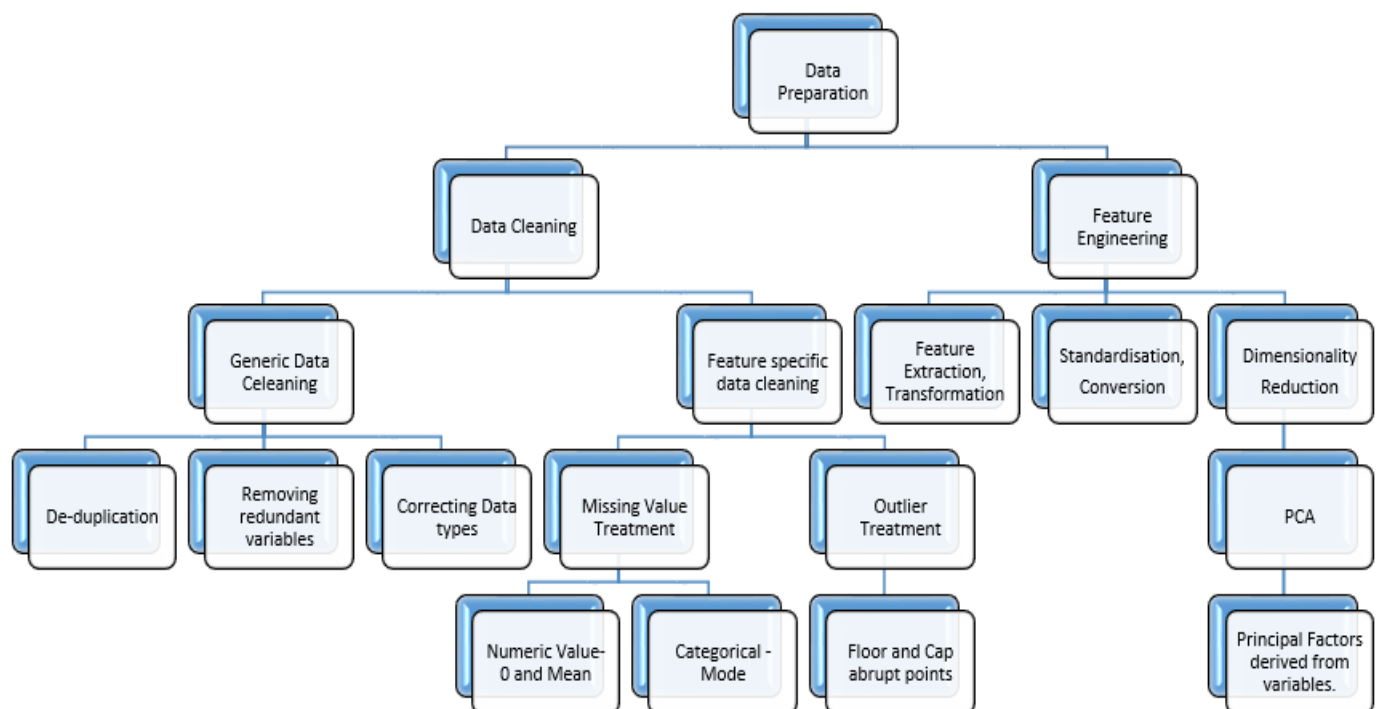 Data
Preparation
Data Cleaning
Feature
Engineering
Generic Data
Celeaning
Feature specific
data cleaning
Feature
Extraction,
Transformation
Standardisation,
Conversion
Dimensionality
Reduction
De-duplication
Removing
redundant
variables
Correcting Data
types
Missing Value
Treatment
Outlier
Treatment
PCA
Numeric Value-
0 and Mean
Categorical -
Mode
Floor and Cap
abrupt points
Principal Factors
derived from
variables.